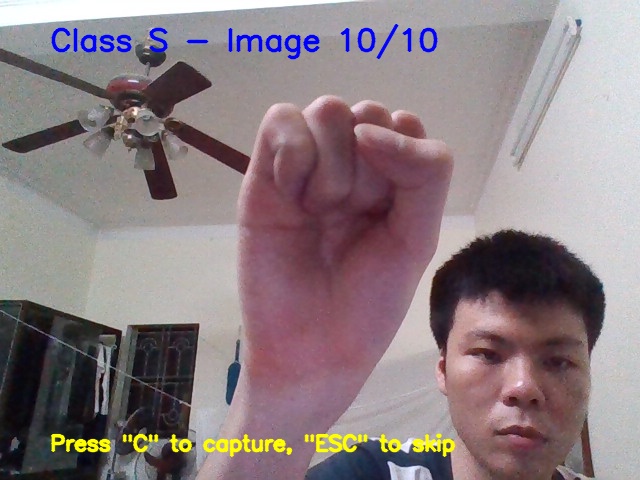 Class S - Image 10/10
Press "C" to capture, "ESC" to skip